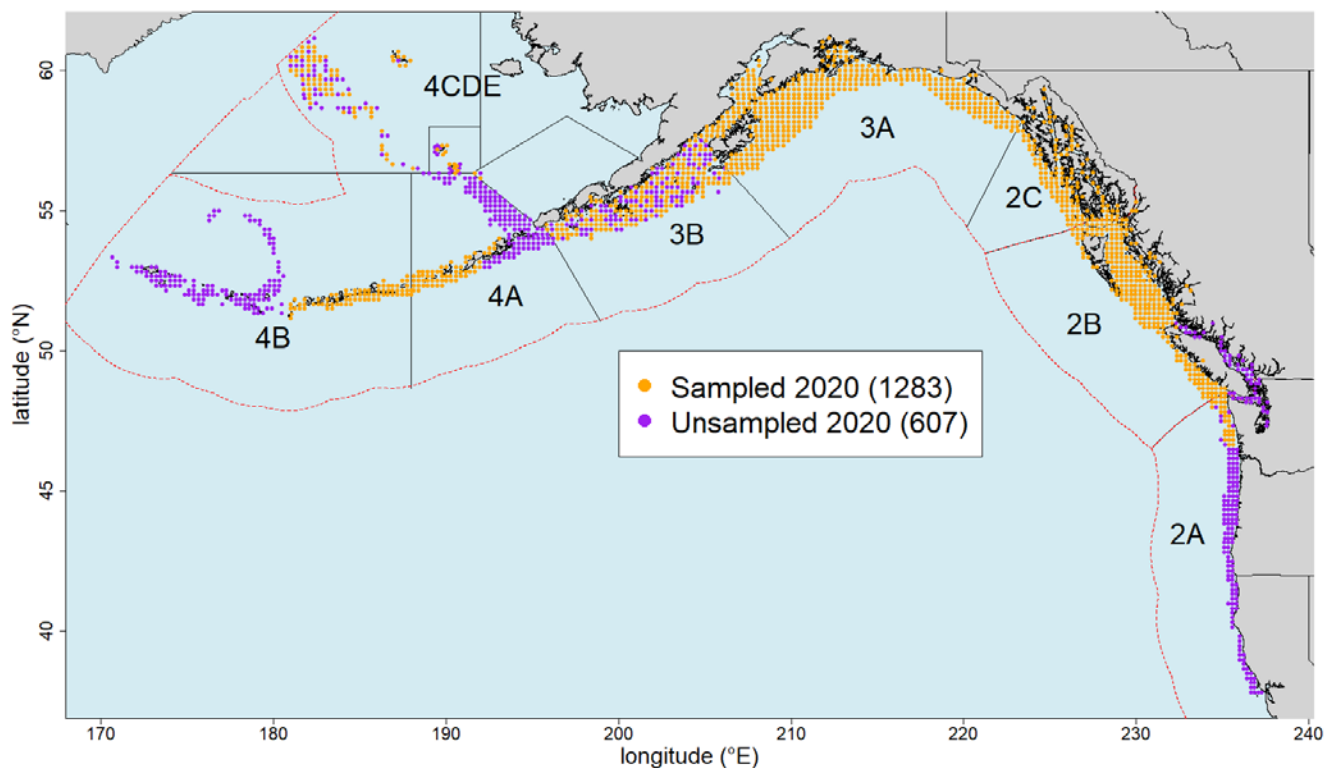 60
55
50
45
40
latitude (°N)
4CDE
3A
2C
3B
4A
4B
2B
2A
Sampled 2020 (1283)
Unsampled 2020 (607)
170
180
190
200
210
220
230
240
longitude (°E)